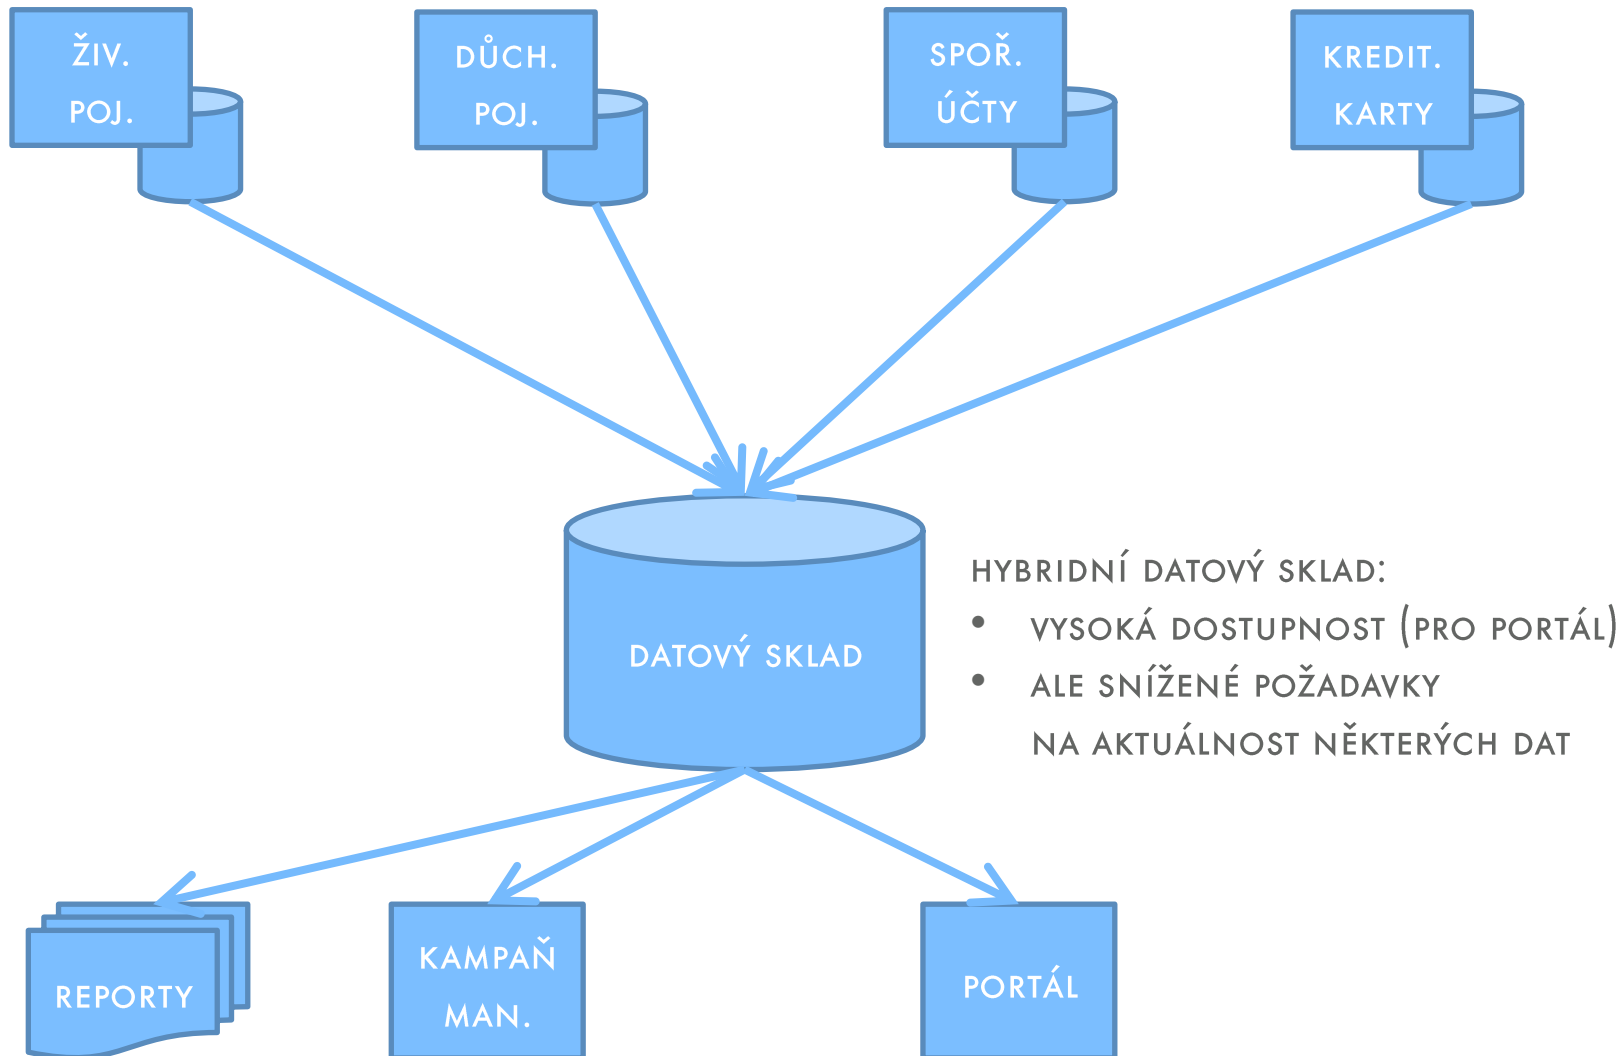 ŽIV.
POJ.
DŮCH.
POJ.
SPOŘ.
ÚČTY
KREDIT.
KARTY
DATOVÝ SKLAD
HYBRIDNÍ DATOVÝ SKLAD:
• VYSOKÁ DOSTUPNOST (PRO PORTÁL)
• ALE SNÍŽENÉ POŽADAVKY
NA AKTUÁLNOST NĚKTERÝCH DAT
REPORTY
KAMPAŇ
MAN.
PORTÁL